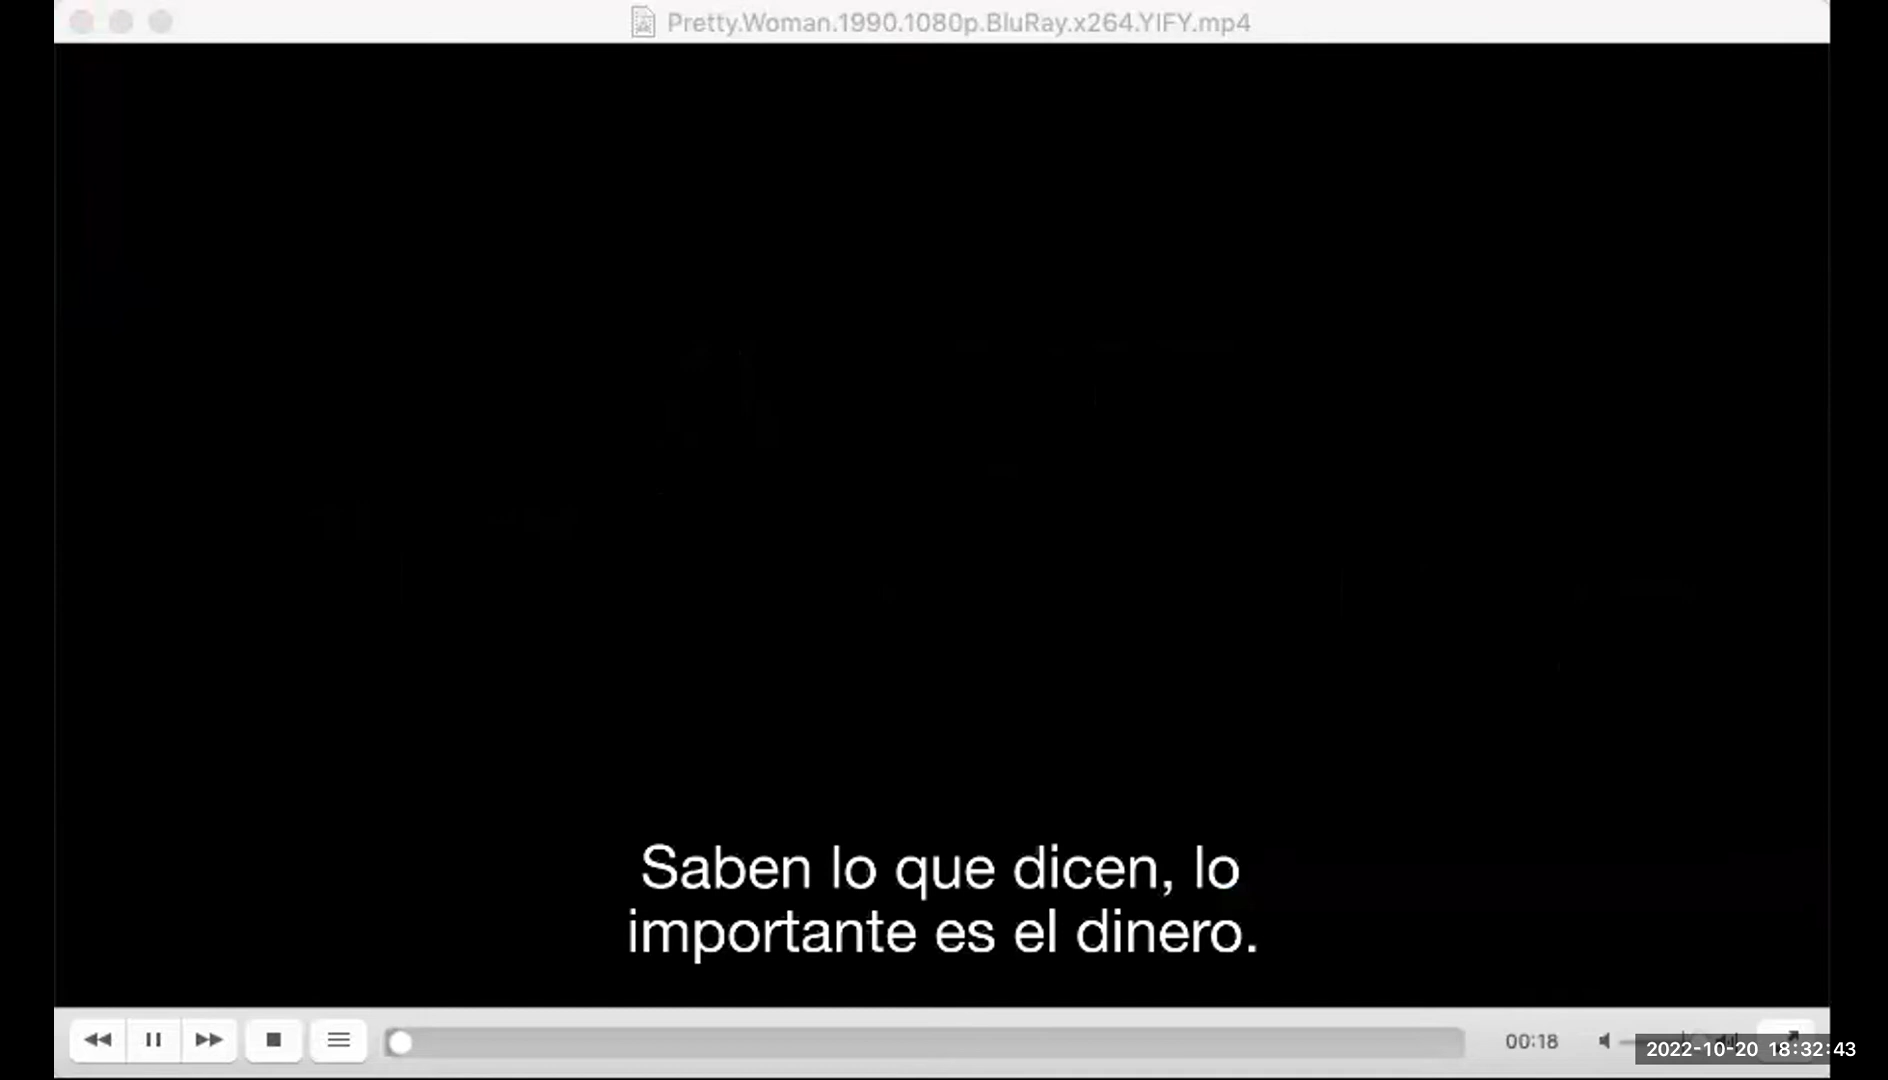 Pretty.Woman.1990.1080p.BluRay.x264.YIFY.mp4
Saben lo que dicen, lo
importante es el dinero.
00:18
2022-10-20 18:32:43